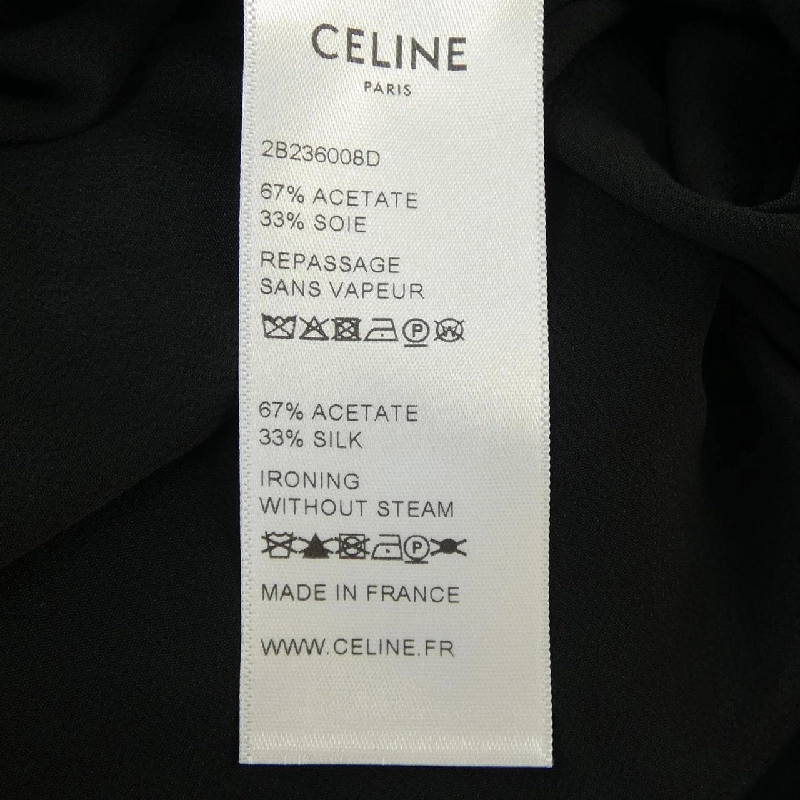 CELINE
PARIS
2B236008D
67% ACETATE
33% SOIE
REPASSAGE
SANS VAPEUR
P W
67% ACETATE
33% SILK
IRONING
WITHOUT STEAM
P
MADE IN FRANCE
WWW.CELINE.FR